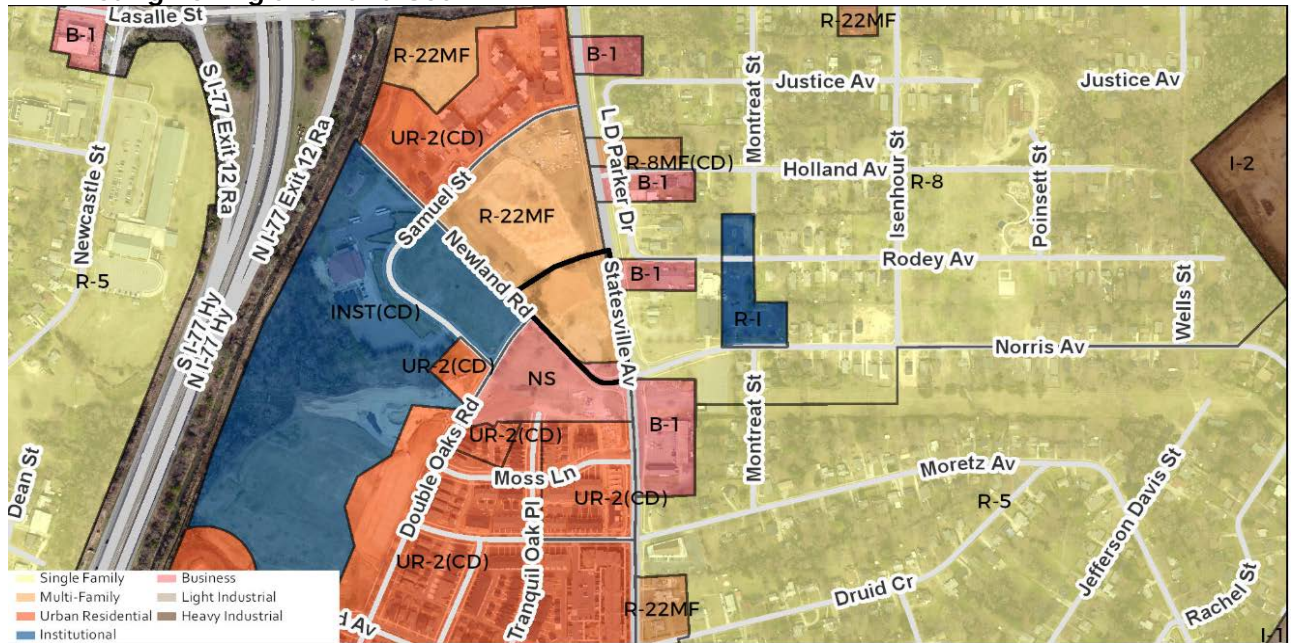 Lasalle St
B-1
R-22MF
R-22MF
B-1
Justice Av
Justice Av
S I-77 Exit 12 Ra
N I-77 Exit 12 Ra
L D Parker Dr
Montreat St
UR-2(CD)
R-8MF(CD)
Holland Av
Isenhour St
R-8
Poinsett St
I-2
B-1
Newcastle St
Samuel St
R-22MF
Newland Rd
Rodey Av
R-5
B-1
Statesville Av
Wells St
INST(CD)
R-I
S I-77 Hy
N I-77 Hy
Norris Av
UR-2(CD)
NS
B-1
Montreat St
UR-2(CD)
Double Oaks Rd
Moss Ln
UR-2(CD)
Moretz Av
R-5
Jefferson Davis St
Dean St
Tranquil Oak Pl
UR-2(CD)
Druid Cr
R-22MF
Rachel St
d Av
I-1
Single Family
Business
Multi-Family
Light Industrial
Urban Residential
Heavy Industrial
Institutional